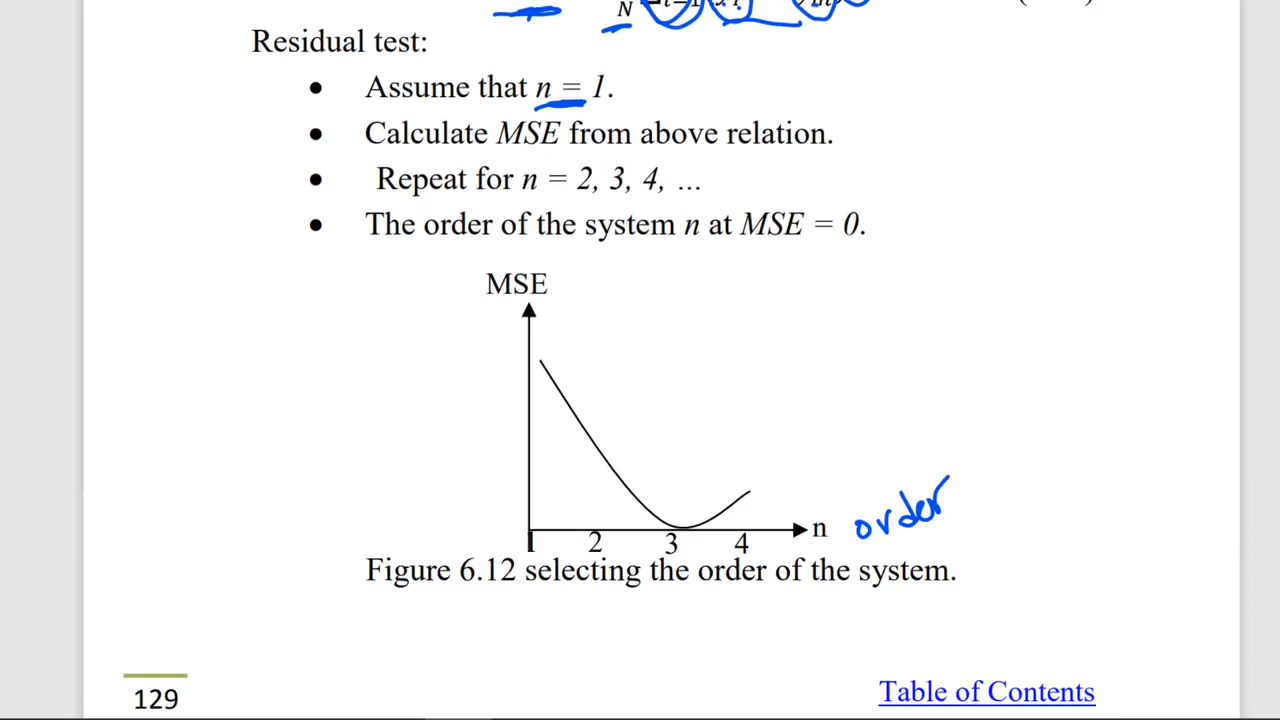 N
Residual test:
• Assume that n = 1.
• Calculate MSE from above relation.
• Repeat for n = 2, 3, 4, ...
• The order of the system n at MSE = 0.
MSE
n order
1 2 3 4
Figure 6.12 selecting the order of the system.
129
Table of Contents